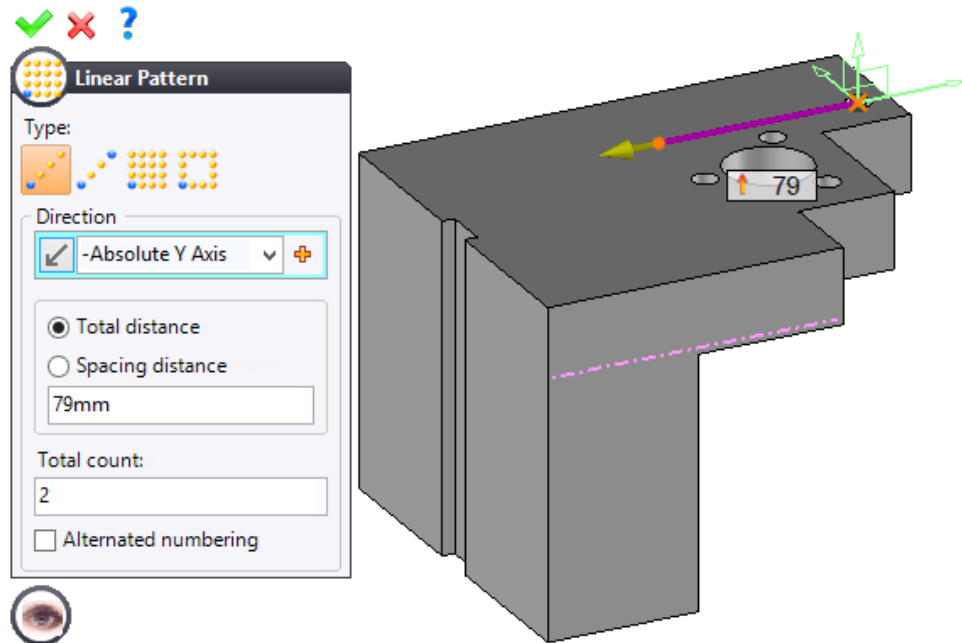 ?
Linear Pattern
Type:
Direction
-Absolute Y Axis
Total distance
Spacing distance
79mm
Total count:
2
Alternated numbering
79